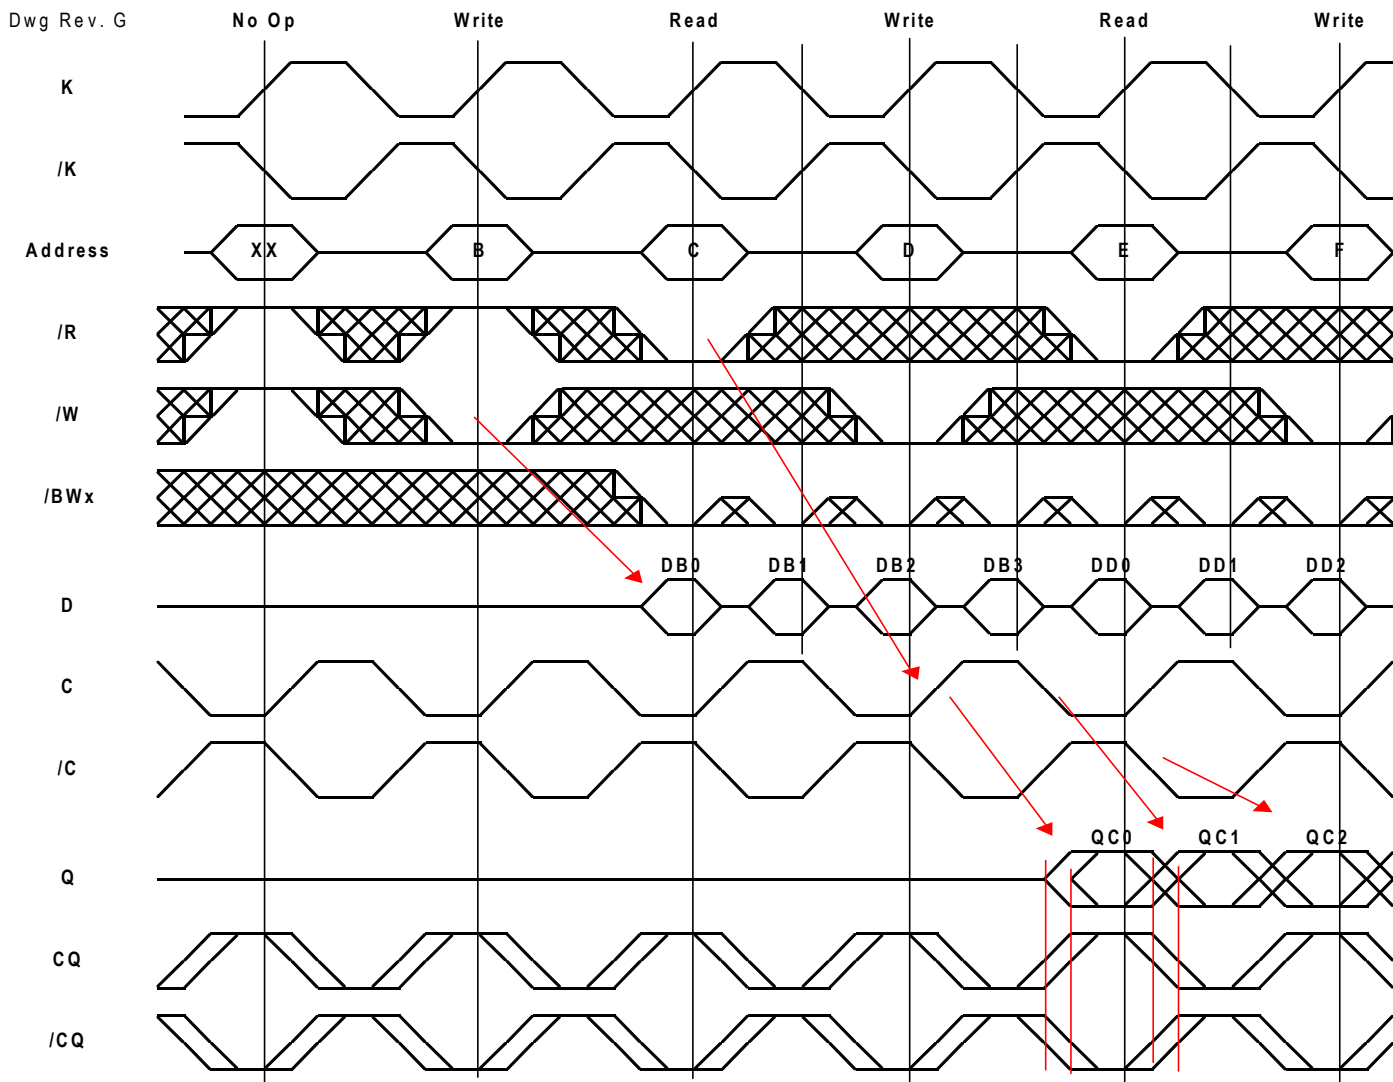 Dwg Rev. G No Op Write Read Write Read Write
K
/K
Address XX B C D E F
/R
/W
/BWx
DB0 DB1 DB2 DB3 DD0 DD1 DD2
D
C
/C
QC0 QC1 QC2
Q
CQ
/CQ